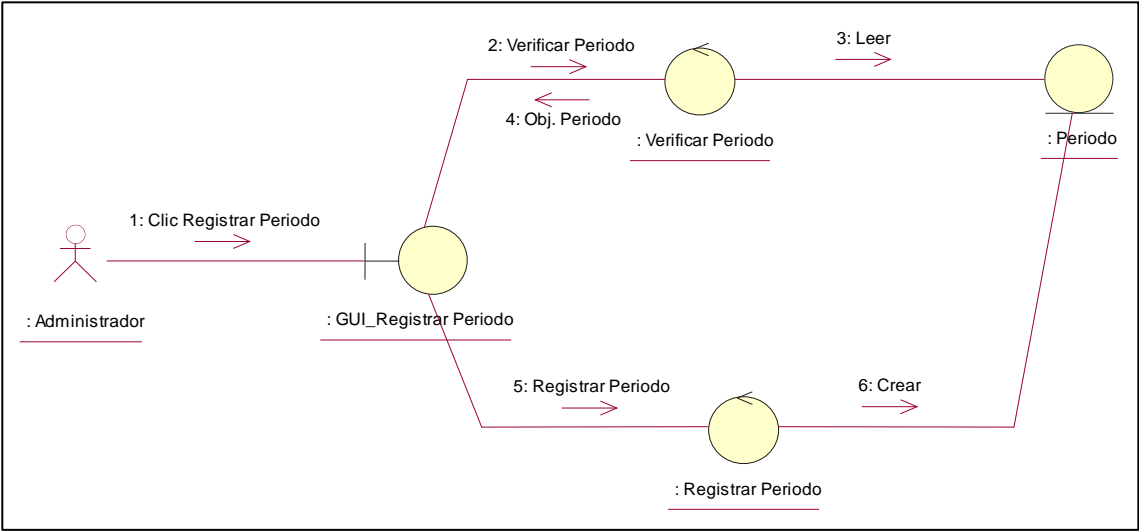 2: Verificar Periodo
3: Leer
4: Obj. Periodo
: Verificar Periodo
: Periodo
1: Clic Registrar Periodo
: Administrador
: GUI_Registrar Periodo
5: Registrar Periodo
6: Crear
: Registrar Periodo